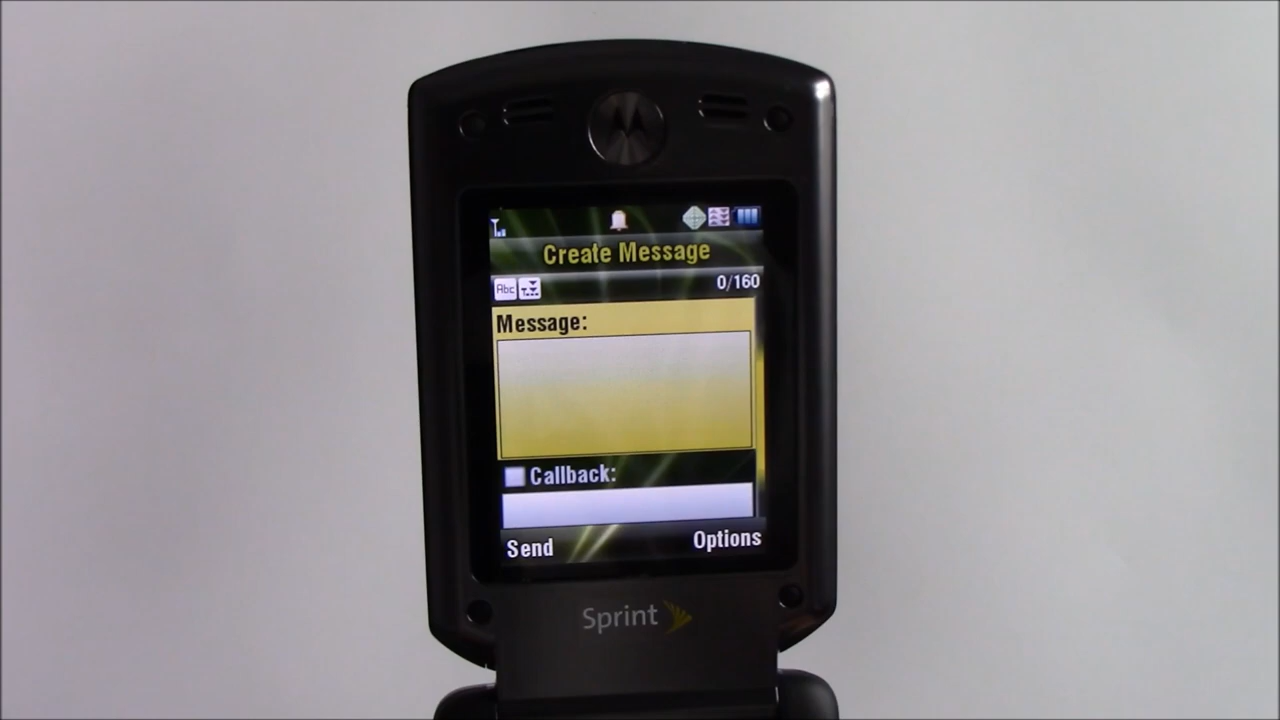 Create Message
Abc 0/160
Message:
Callback:
Send Options
Sprint